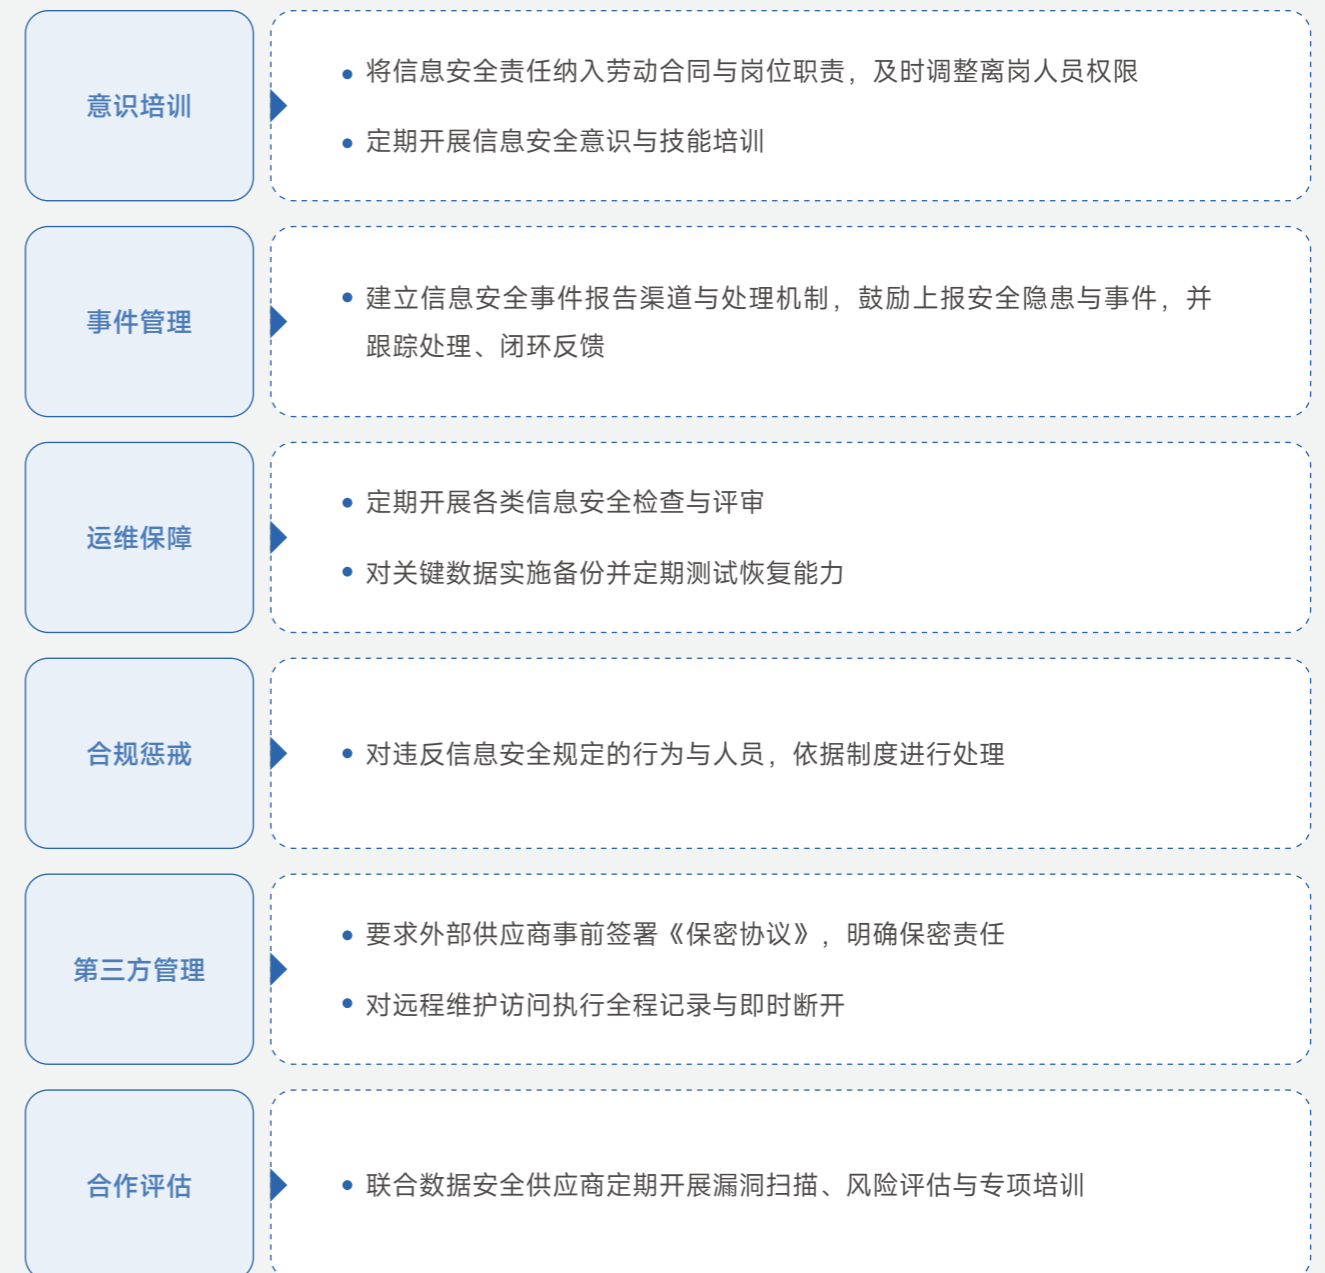 意识培训
• 将信息安全责任纳入劳动合同与岗位职责，及时调整离岗人员权限
• 定期开展信息安全意识与技能培训
事件管理
• 建立信息安全事件报告渠道与处理机制，鼓励上报安全隐患与事件，并
跟踪处理、闭环反馈
运维保障
• 定期开展各类信息安全检查与评审
• 对关键数据实施备份并定期测试恢复能力
合规惩戒
• 对违反信息安全规定的行为与人员，依据制度进行处理
第三方管理
• 要求外部供应商事前签署《保密协议》，明确保密责任
• 对远程维护访问执行全程记录与即时断开
合作评估
• 联合数据安全供应商定期开展漏洞扫描、风险评估与专项培训